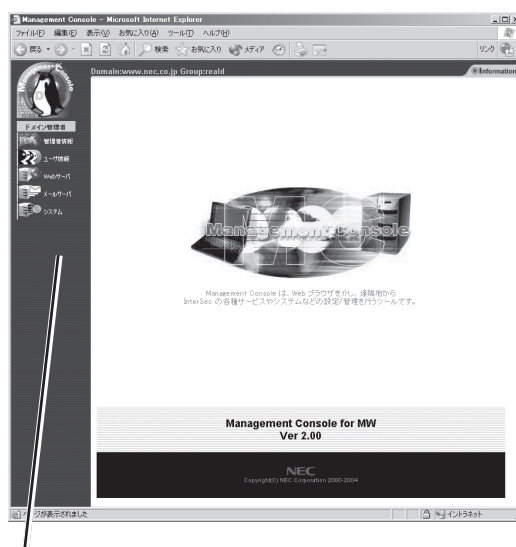 Management Console - Microsoft Internet Explorer
ファイル(F) 編集(E) 表示(V) お気に入り(A) ツール(T) ヘルプ(H)
戻る 検索 お気に入り メディア リンク
Domain:www.nec.co.jp Group:reald Information
Management Console
ドメイン管理者
管理者情報
ユーザ情報
Webサーバ
メールサーバ
システム
MC
Management Console
Management Console は、Web ブラウザを介し、遠隔地から
InterSec の各種サービスやシステムなどの設定/管理を行うツールです。
Management Console for MW
Ver 2.00
NEC
Copyright(C) NEC Corporation 2000-2004
ジが表示されました イントラネット